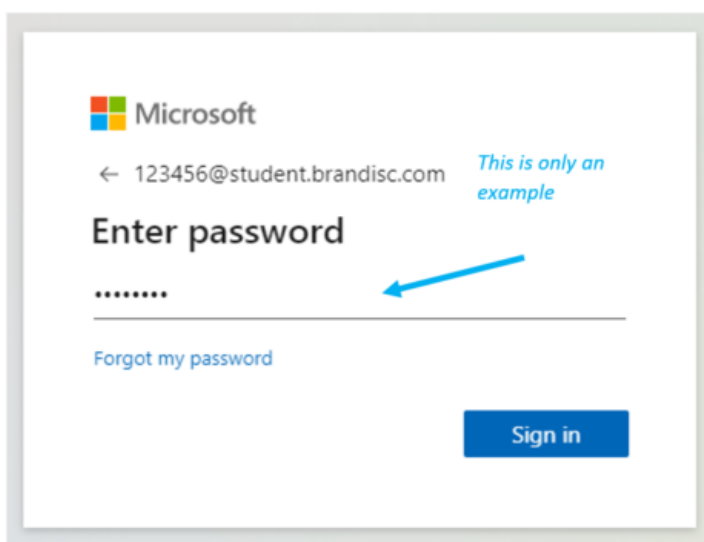 Microsoft
← 123456@student.brandisc.com
This is only an
example
Enter password
••••••••
Forgot my password
Sign in